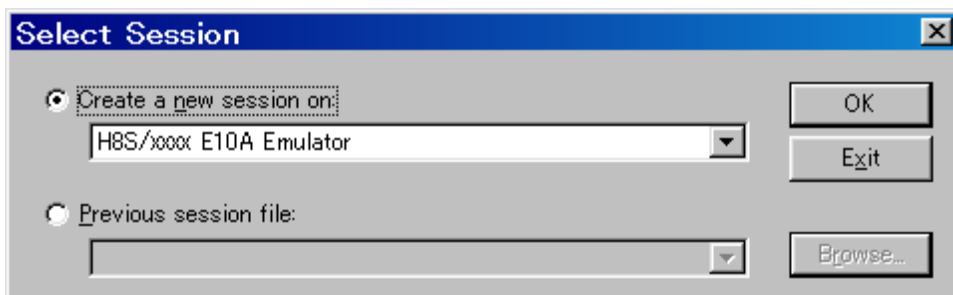 Select Session
Create a new session on:
OK
H8S/xxxx E10A Emulator
Exit
Previous session file:
Browse...